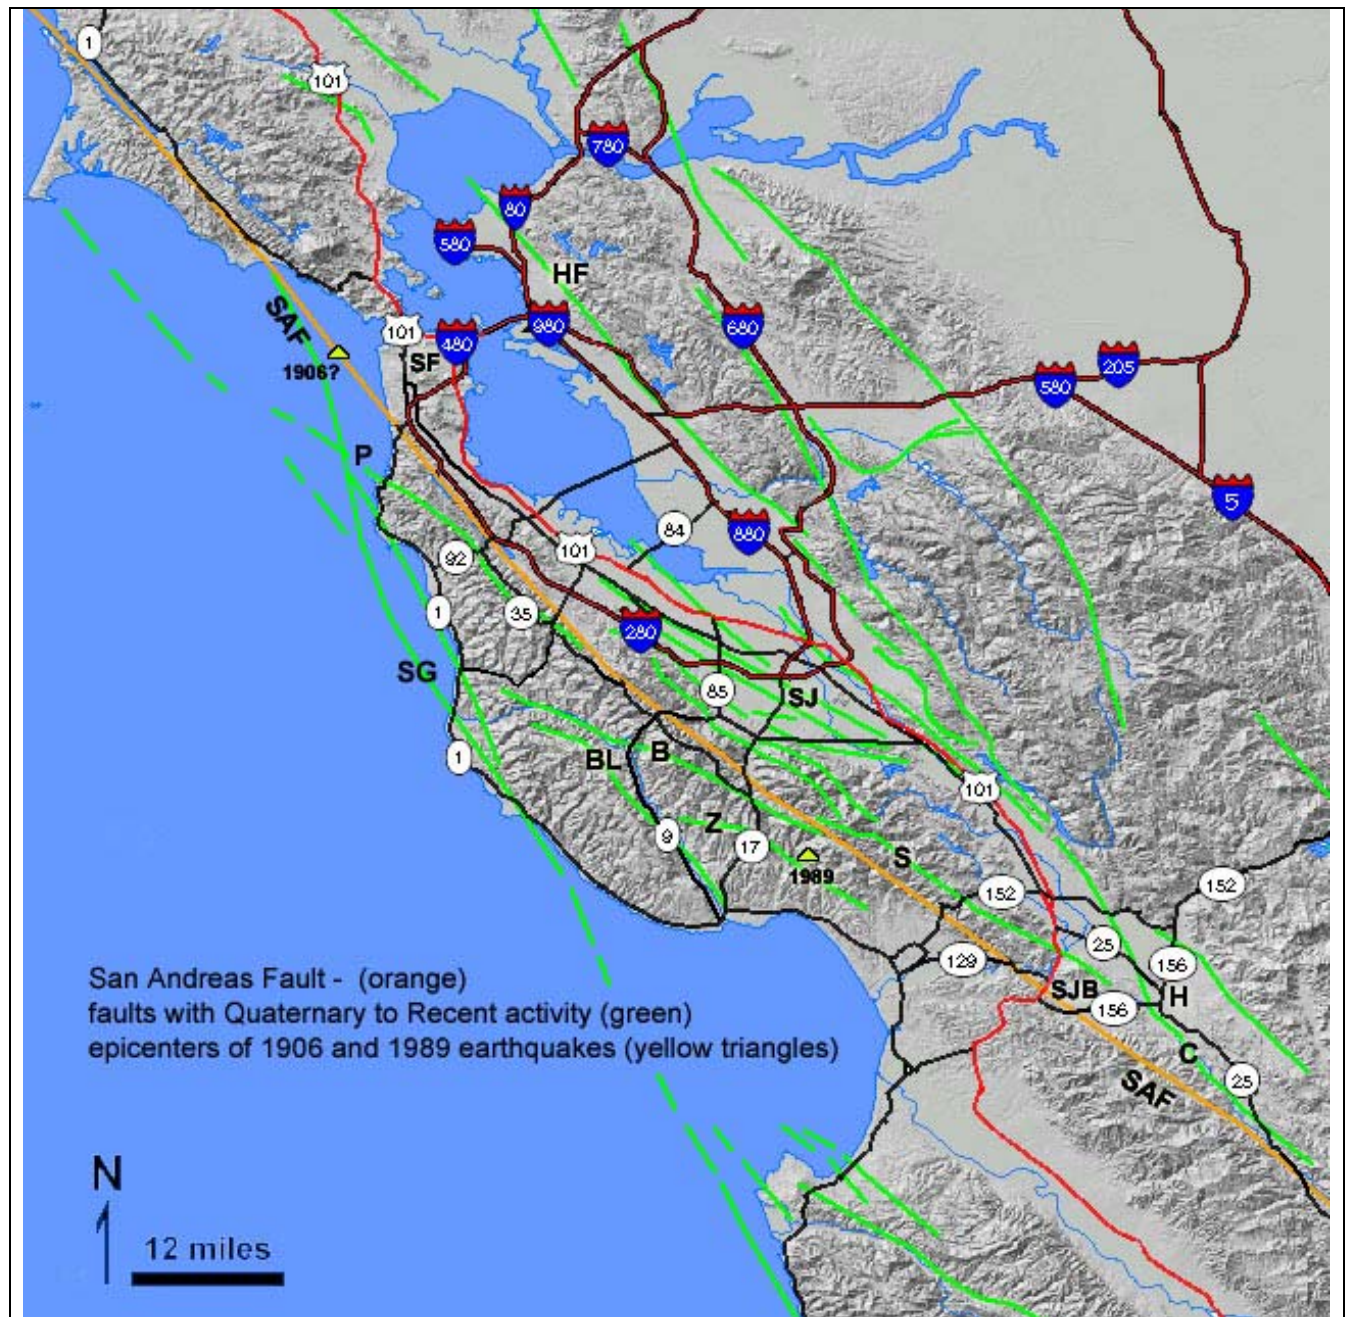 1
101
780
80
580
HF
SAF
680
980
101
480
SF
1906?
205
580
P
5
84
880
101
92
1
35
280
SG
85
SJ
B
BL
1
101
Z
9
17
S
1989
152
152
25
129
156
SJB
H
156
C
25
SAF
San Andreas Fault - (orange)
faults with Quaternary to Recent activity (green)
epicenters of 1906 and 1989 earthquakes (yellow triangles)
N
12 miles